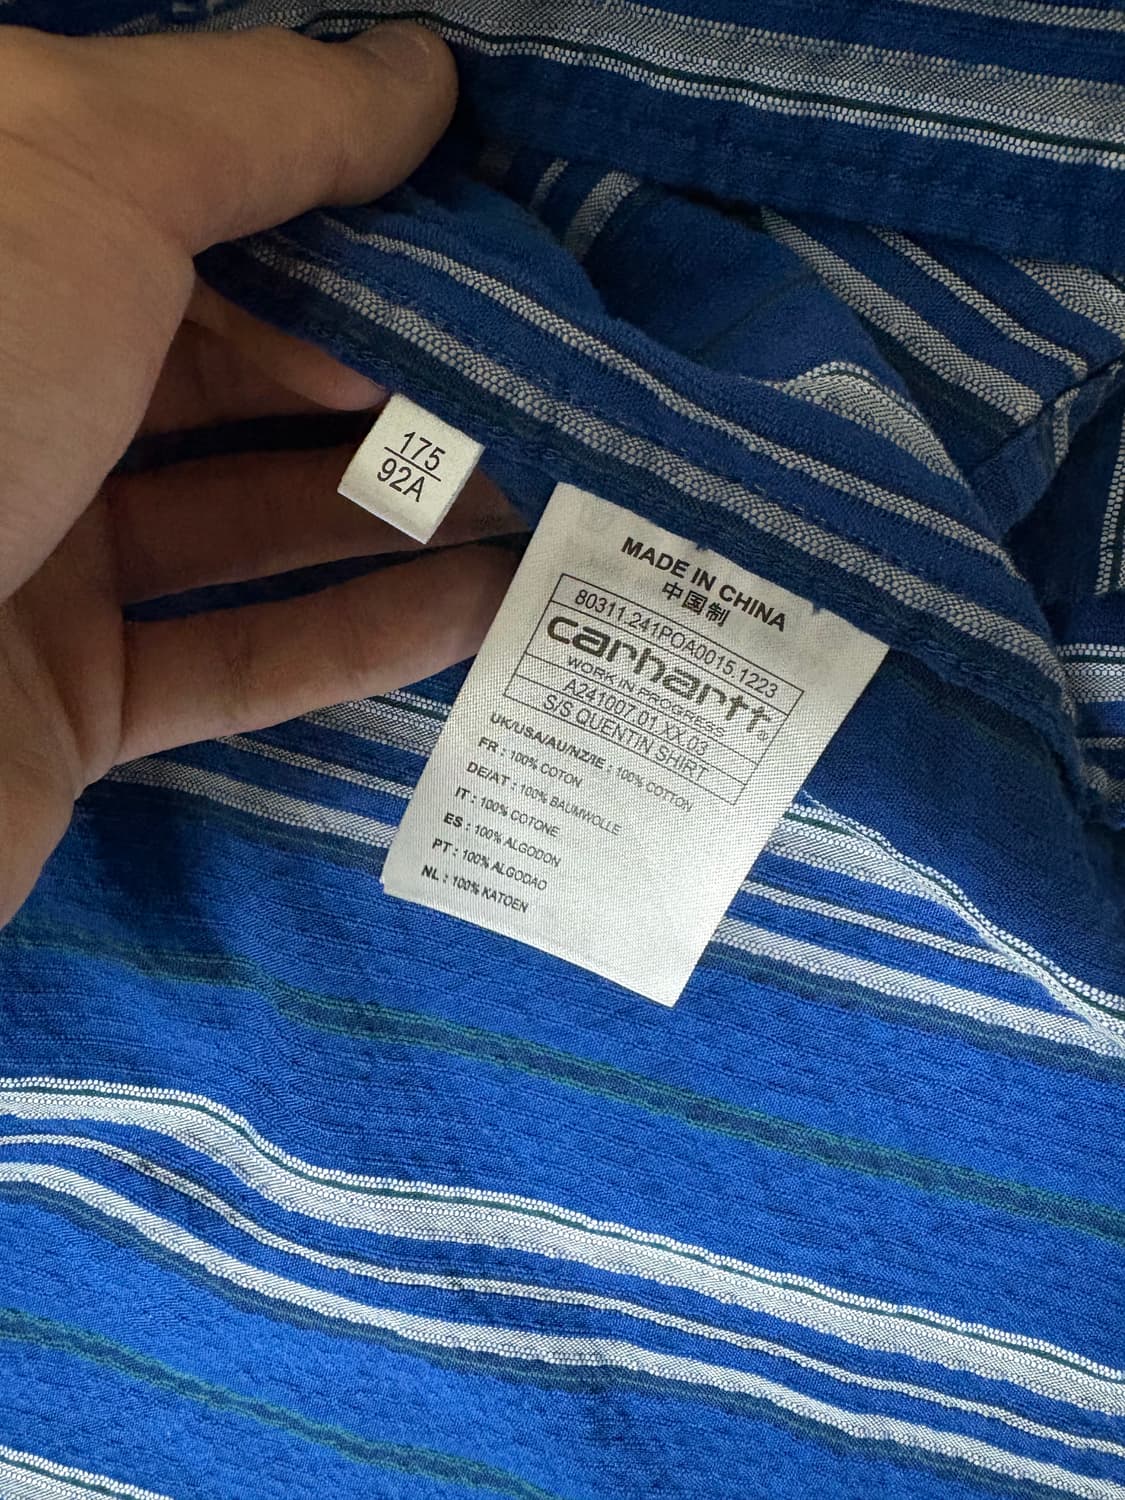 175
92A
MADE IN CHINA
中国制
80311.241POA0015.1223
carhartt®
WORK IN PROGRESS
A241007.01.XX.03
S/S QUENTIN SHIRT
UK/USA/AU/NZ/IE : 100% COTTON
FR : 100% COTON
DE/AT : 100% BAUMWOLLE
IT : 100% COTONE
ES : 100% ALGODON
PT : 100% ALGODAO
NL : 100% KATOEN